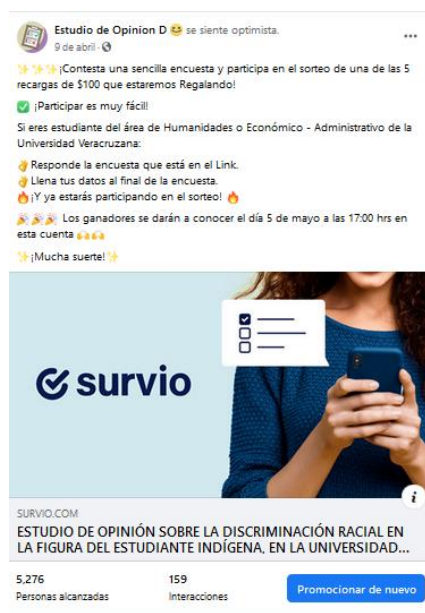 Estudio de Opinion D 😆 se siente optimista.
9 de abril ·
✨✨✨¡Contesta una sencilla encuesta y participa en el sorteo de una de las 5
recargas de $100 que estaremos Regalando!
✅ ¡Participar es muy fácil!
Si eres estudiante del área de Humanidades o Económico - Administrativo de la
Universidad Veracruzana:
👌Responde la encuesta que está en el Link.
👌Llena tus datos al final de la encuesta.
🔥¡Y ya estarás participando en el sorteo! 🔥
🎉🎉🎉 Los ganadores se darán a conocer el día 5 de mayo a las 17:00 hrs en
esta cuenta 🙌🙌
✨¡Mucha suerte!✨
survio
SURVIO.COM
ESTUDIO DE OPINIÓN SOBRE LA DISCRIMINACIÓN RACIAL EN
LA FIGURA DEL ESTUDIANTE INDÍGENA, EN LA UNIVERSIDAD...
5,276 159
Personas alcanzadas Interacciones Promocionar de nuevo